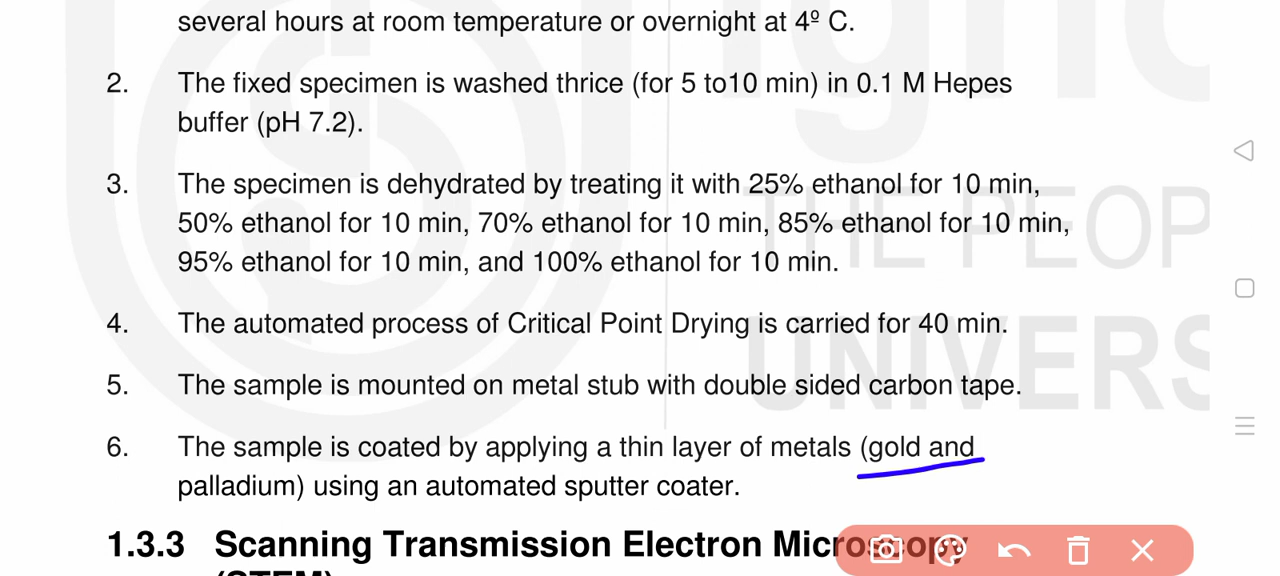 several hours at room temperature or overnight at 4º C.
2. The fixed specimen is washed thrice (for 5 to10 min) in 0.1 M Hepes
buffer (pH 7.2).
3. The specimen is dehydrated by treating it with 25% ethanol for 10 min,
50% ethanol for 10 min, 70% ethanol for 10 min, 85% ethanol for 10 min,
95% ethanol for 10 min, and 100% ethanol for 10 min.
4. The automated process of Critical Point Drying is carried for 40 min.
5. The sample is mounted on metal stub with double sided carbon tape.
6. The sample is coated by applying a thin layer of metals (gold and
palladium) using an automated sputter coater.
1.3.3 Scanning Transmission Electron Microscopy
(STEM)
THE PEOP
UNIVERS